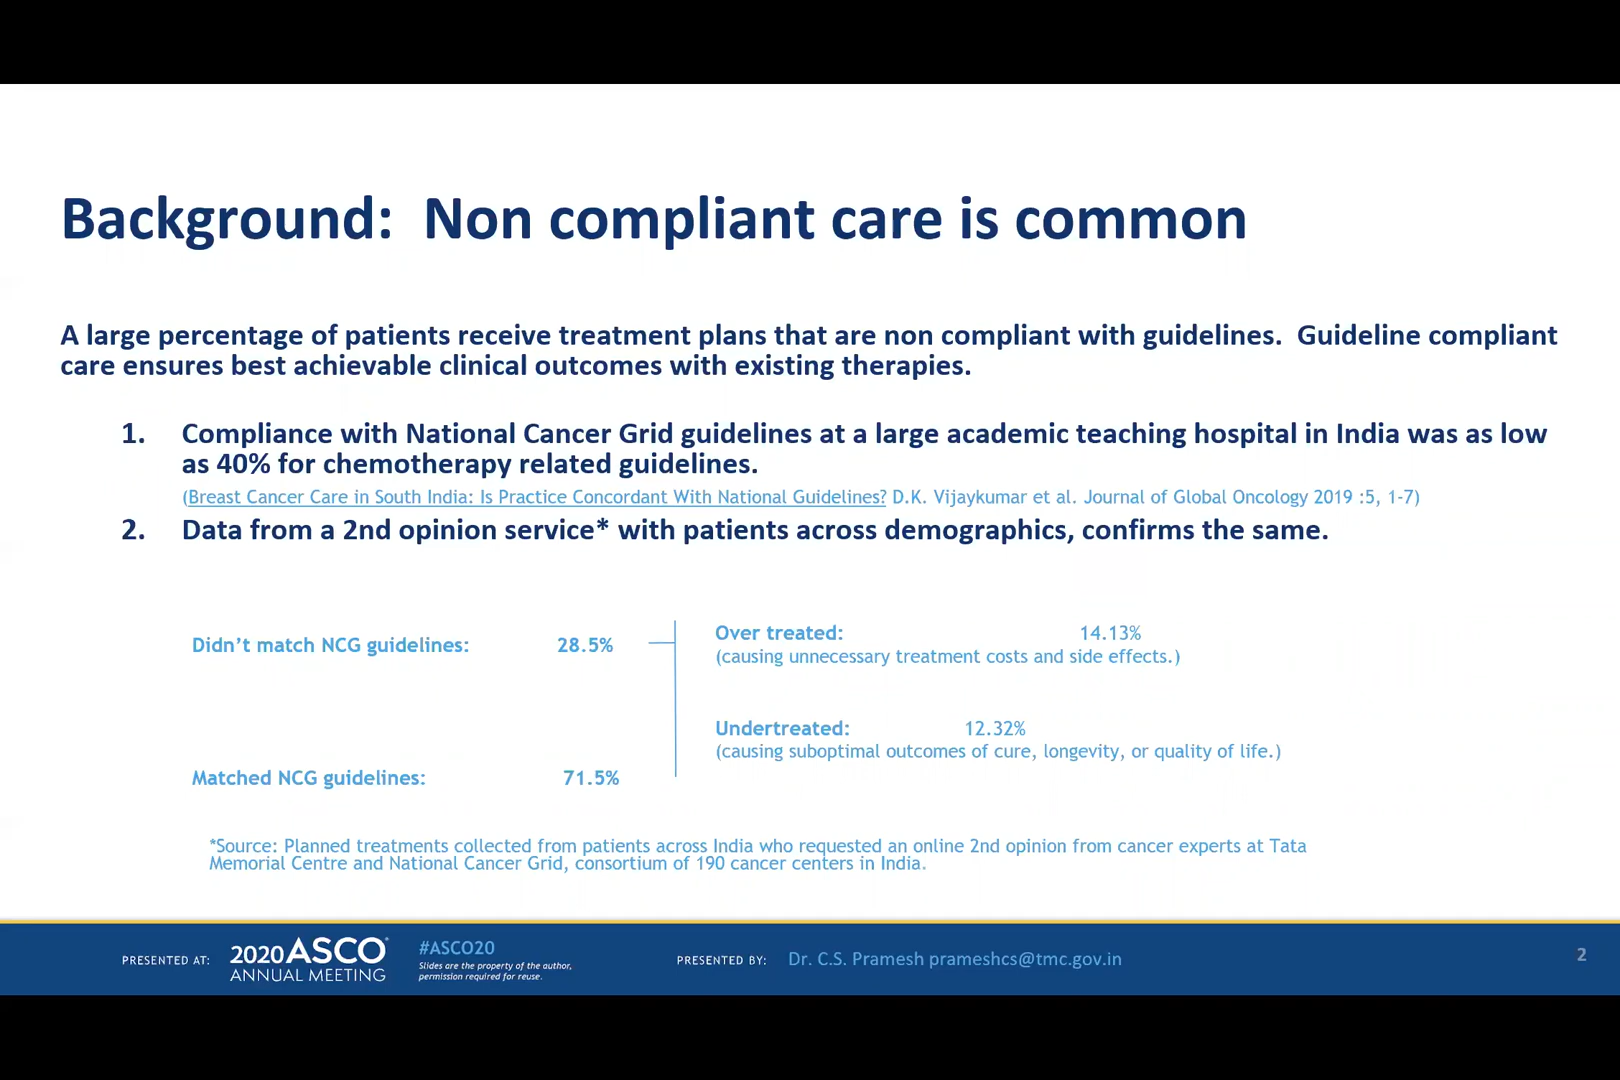 Background: Non compliant care is common
A large percentage of patients receive treatment plans that are non compliant with guidelines. Guideline compliant
care ensures best achievable clinical outcomes with existing therapies.
1. Compliance with National Cancer Grid guidelines at a large academic teaching hospital in India was as low
as 40% for chemotherapy related guidelines.
(Breast Cancer Care in South India: Is Practice Concordant With National Guidelines? D.K. Vijaykumar et al. Journal of Global Oncology 2019 :5, 1-7)
2. Data from a 2nd opinion service* with patients across demographics, confirms the same.
Didn't match NCG guidelines: 28.5%
Over treated: 14.13%
(causing unnecessary treatment costs and side effects.)
Undertreated: 12.32%
(causing suboptimal outcomes of cure, longevity, or quality of life.)
Matched NCG guidelines: 71.5%
*Source: Planned treatments collected from patients across India who requested an online 2nd opinion from cancer experts at Tata
Memorial Centre and National Cancer Grid, consortium of 190 cancer centers in India.
PRESENTED AT:
2020 ASCO
ANNUAL MEETING
#ASCO20
Slides are the property of the author,
permission required for reuse.
PRESENTED BY: Dr. C.S. Pramesh prameshcs@tmc.gov.in
2